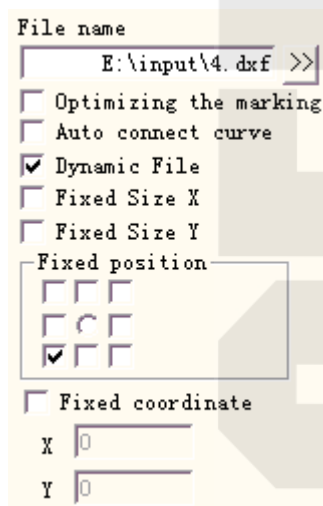 File name
E:\input\4.dxf >>
Optimizing the marking
Auto connect curve
Dynamic File
Fixed Size X
Fixed Size Y
Fixed position
Fixed coordinate
X 0
Y 0